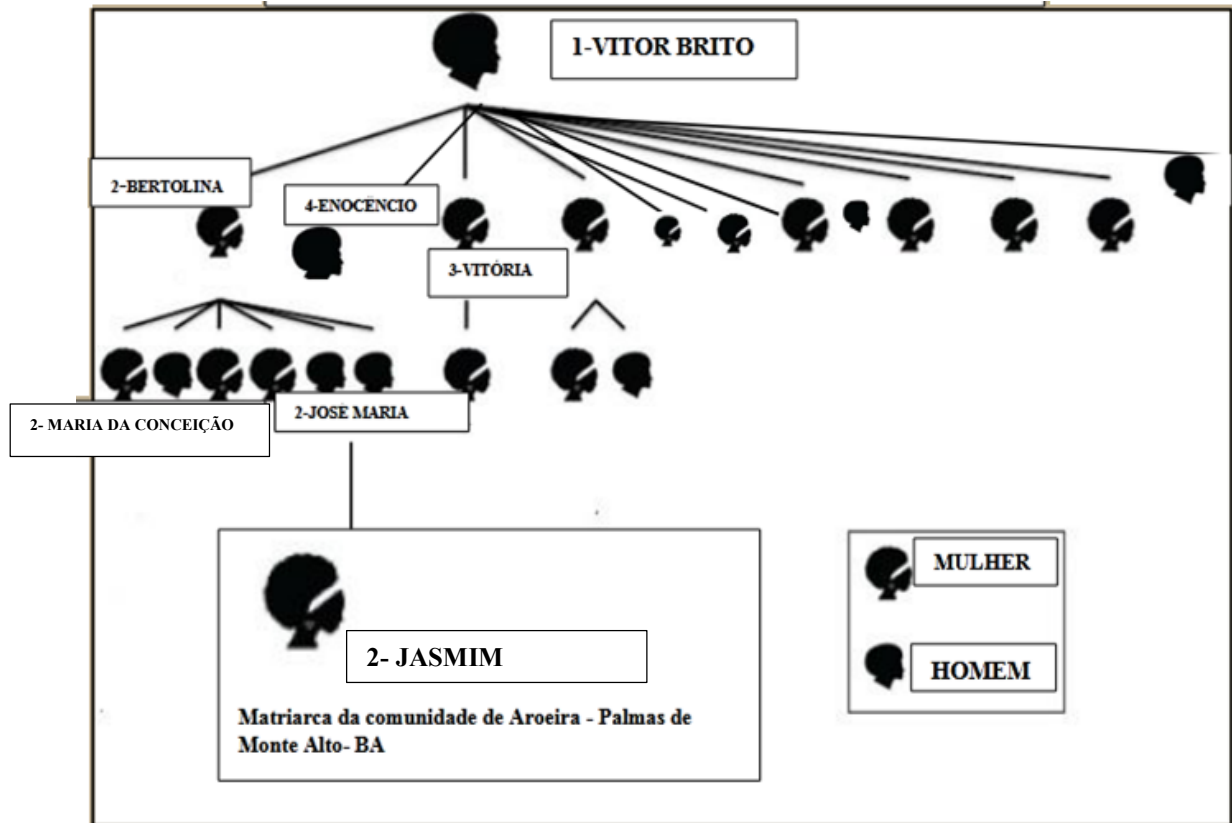 1-VITOR BRITO
2-BERTOLINA
4-ENOCÊNCIO
3-VITÓRIA
2- MARIA DA CONCEIÇÃO
2-JOSÉ MARIA
2- JASMIM
Matriarca da comunidade de Aroeira - Palmas de
Monte Alto- BA
MULHER
HOMEM